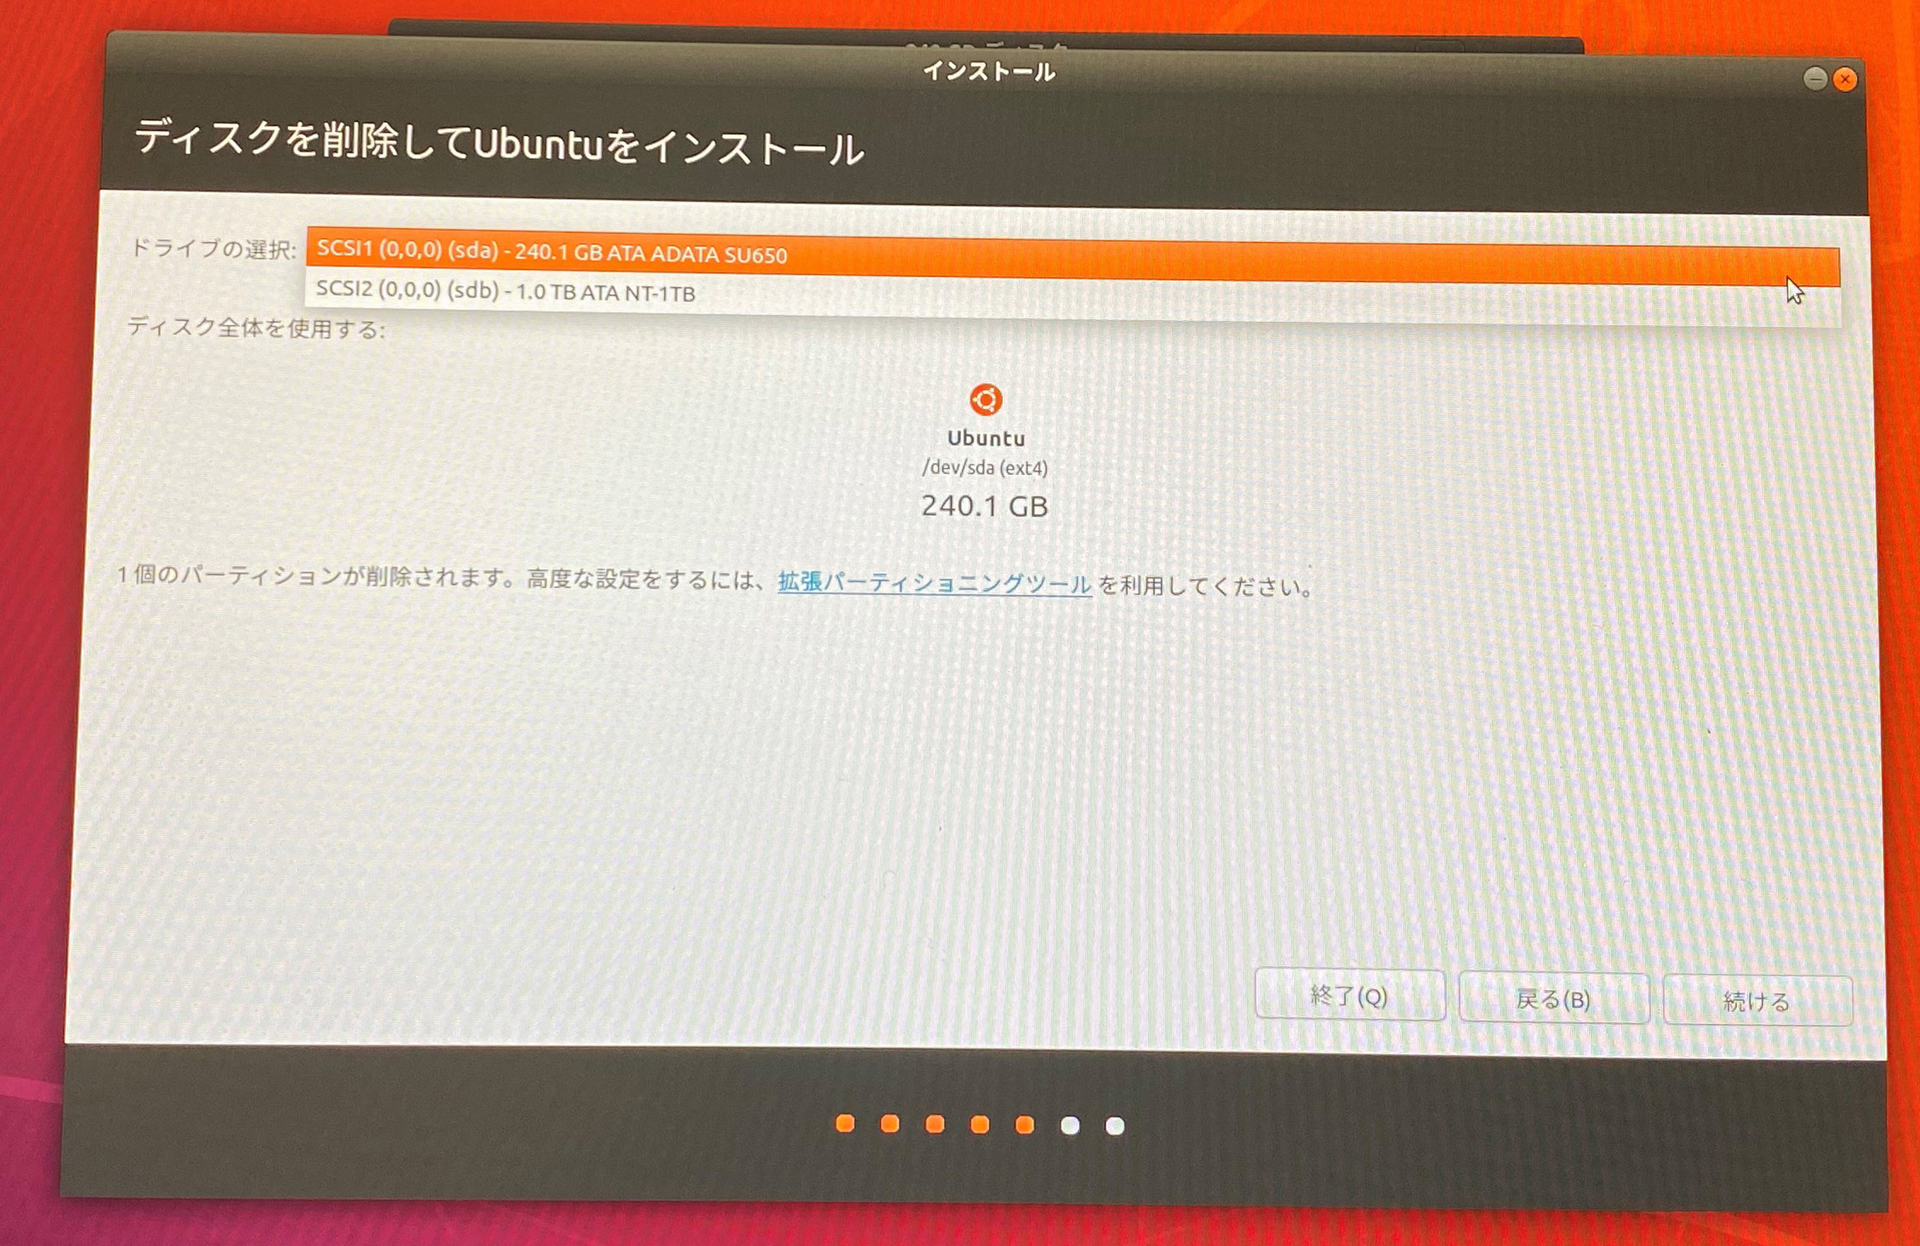 インストール
ディスクを削除してUbuntuをインストール
ドライブの選択: SCSI1 (0,0,0) (sda) - 240.1 GB ATA ADATA SU650
SCSI2 (0,0,0) (sdb) - 1.0 TB ATA NT-1TB
ディスク全体を使用する:
Ubuntu
/dev/sda (ext4)
240.1 GB
1 個のパーティションが削除されます。高度な設定をするには、拡張パーティショニングツール を利用してください。
終了(Q) 戻る(B) 続ける